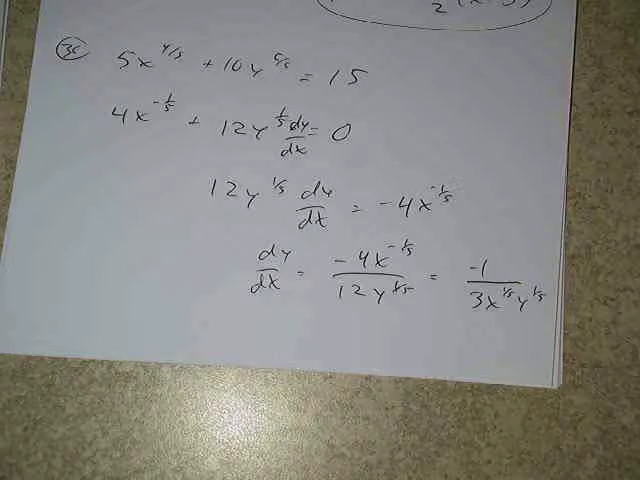 5x^{4/5} + 10y^{6/5} = 15
4x^{-1/5} + 12y^{1/5} dy/dx = 0
12y^{1/5} dy/dx = -4x^{-1/5}
dy/dx = -4x^{-1/5} / 12y^{1/5} = -1 / 3x^{1/5}y^{1/5}